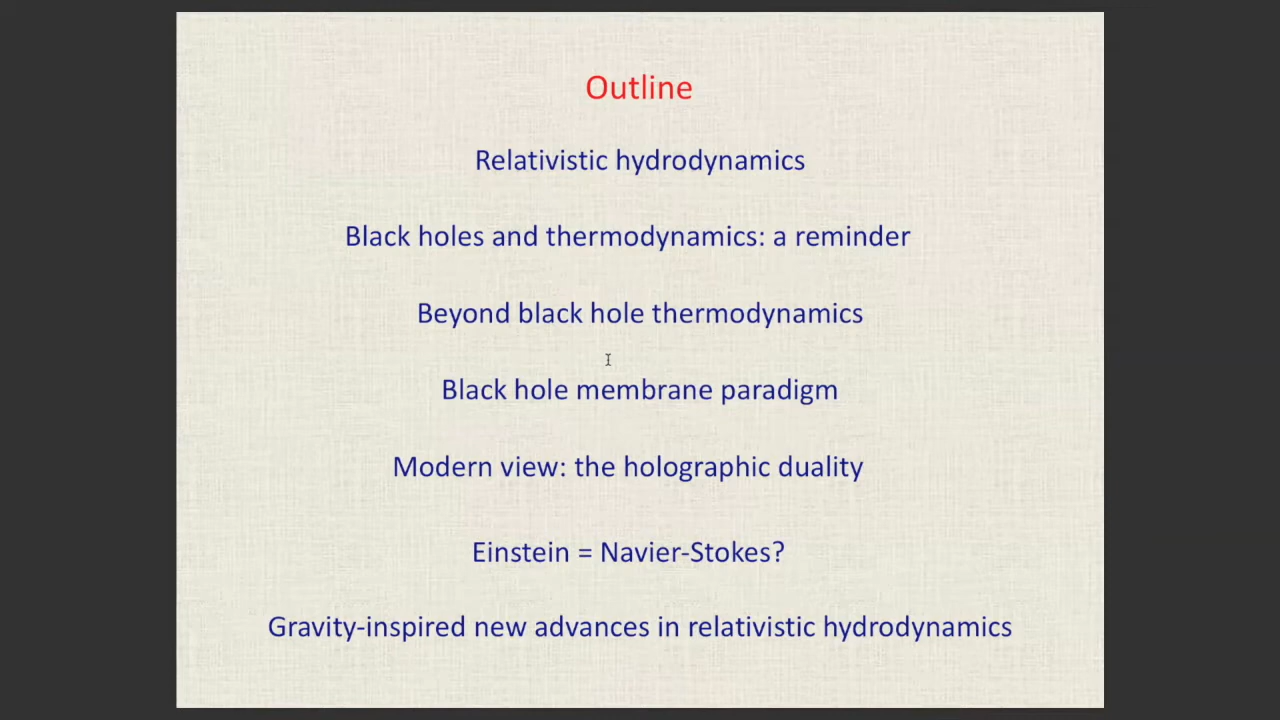 Outline
Relativistic hydrodynamics
Black holes and thermodynamics: a reminder
Beyond black hole thermodynamics
Black hole membrane paradigm
Modern view: the holographic duality
Einstein = Navier-Stokes?
Gravity-inspired new advances in relativistic hydrodynamics